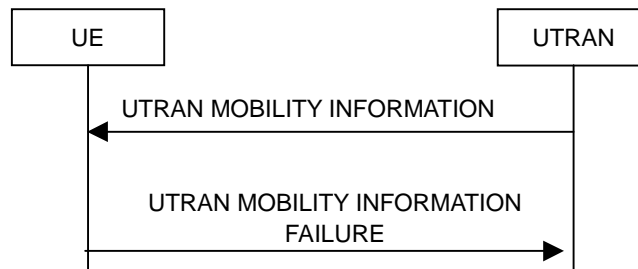 UE
UTRAN
UTRAN MOBILITY INFORMATION
UTRAN MOBILITY INFORMATION
FAILURE